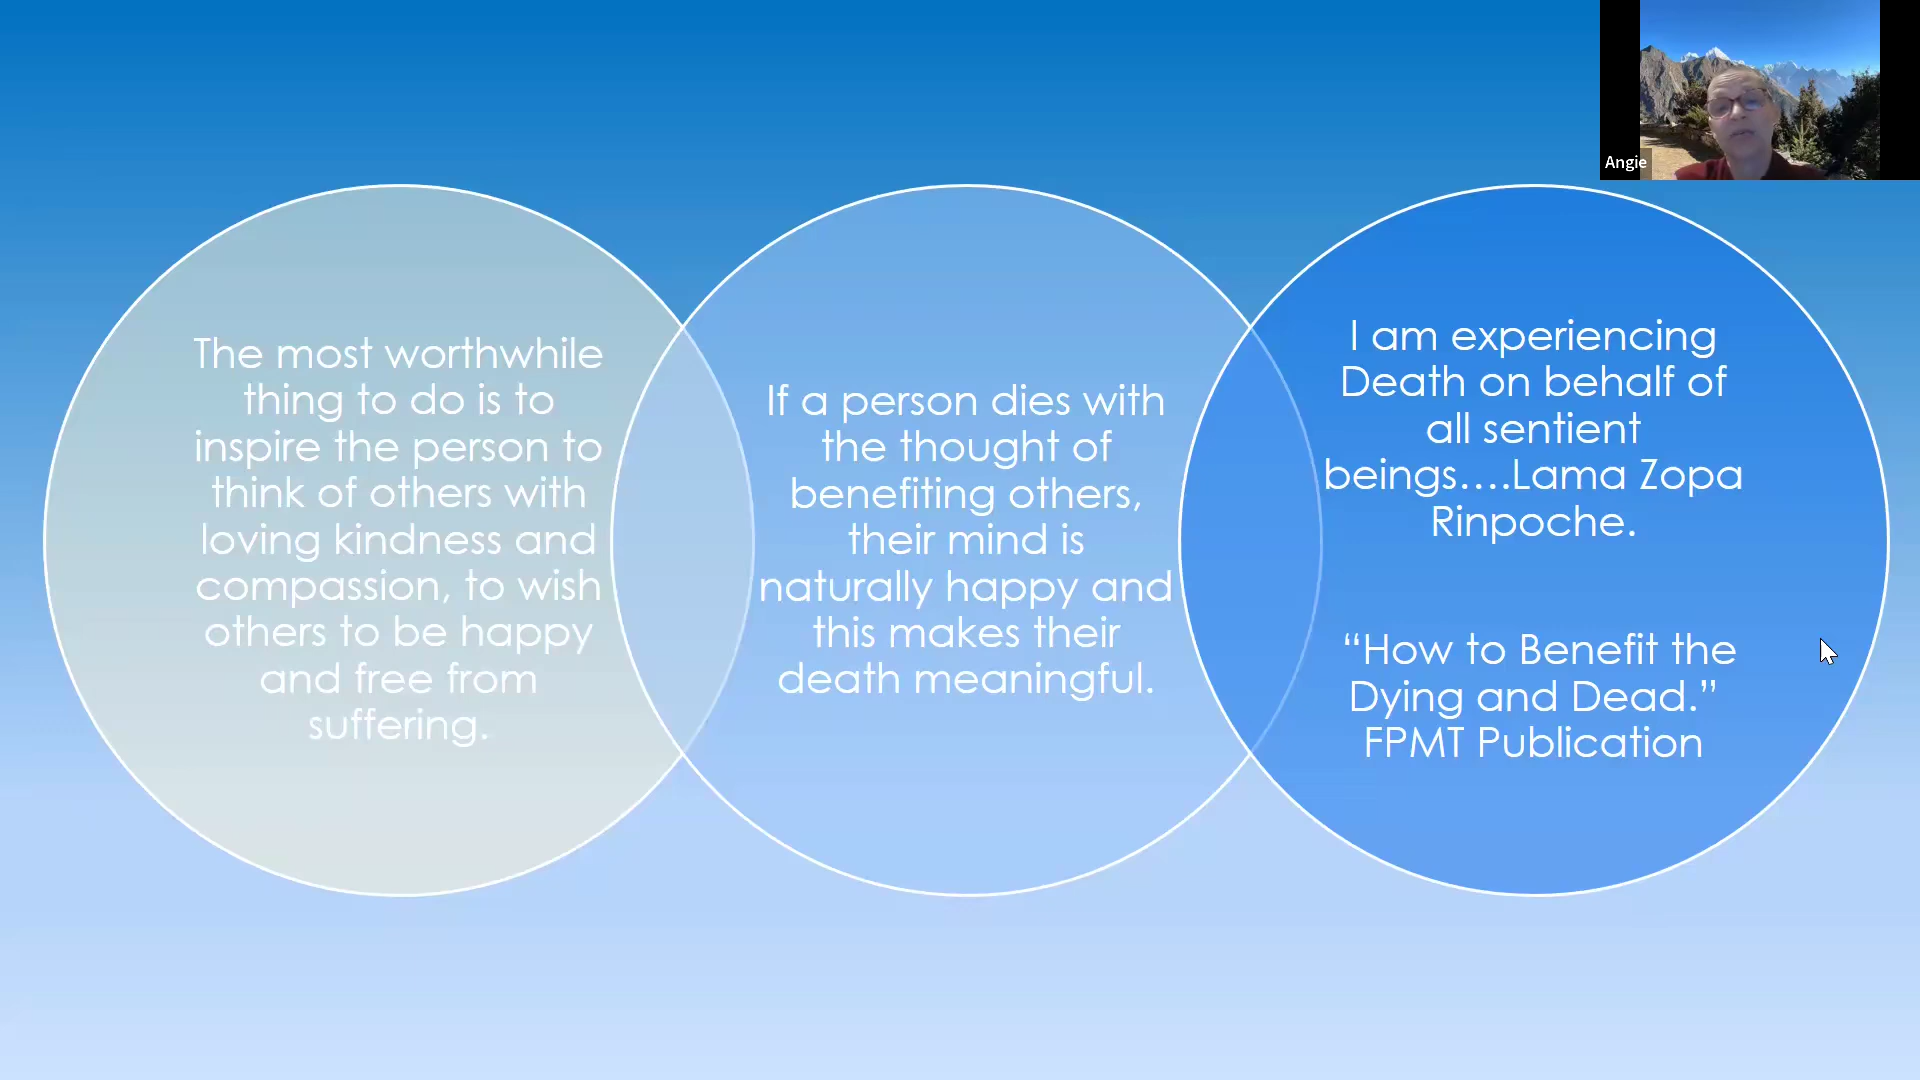 Angie
The most worthwhile
thing to do is to
inspire the person to
think of others with
loving kindness and
compassion, to wish
others to be happy
and free from
suffering.
If a person dies with
the thought of
benefiting others,
their mind is
naturally happy and
this makes their
death meaningful.
I am experiencing
Death on behalf of
all sentient
beings....Lama Zopa
Rinpoche.
“How to Benefit the
Dying and Dead.”
FPMT Publication